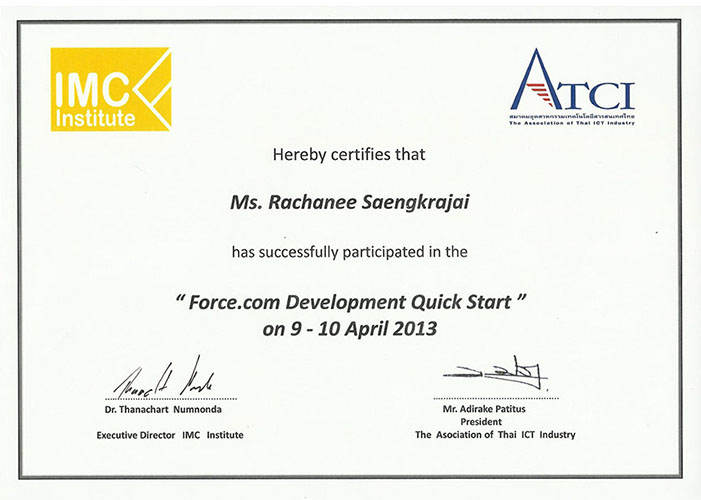 IMC
Institute
ATCI
สมาคมอุตสาหกรรมเทคโนโลยีสารสนเทศไทย
The Association of Thai ICT Industry
Hereby certifies that
Ms. Rachanee Saengkrajai
has successfully participated in the
“ Force.com Development Quick Start ”
on 9 - 10 April 2013
Dr. Thanachart Numnonda
Executive Director IMC Institute
Mr. Adirake Patitus
President
The Asociation of Thai ICT Industry